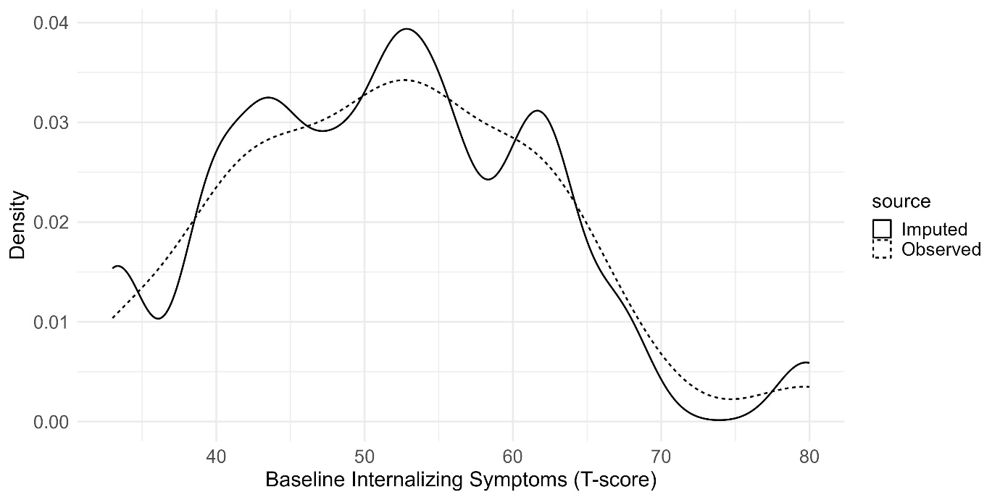 0.04
0.03
0.02
0.01
0.00
Density
40 50 60 70 80
Baseline Internalizing Symptoms (T-score)
source
Imputed
Observed